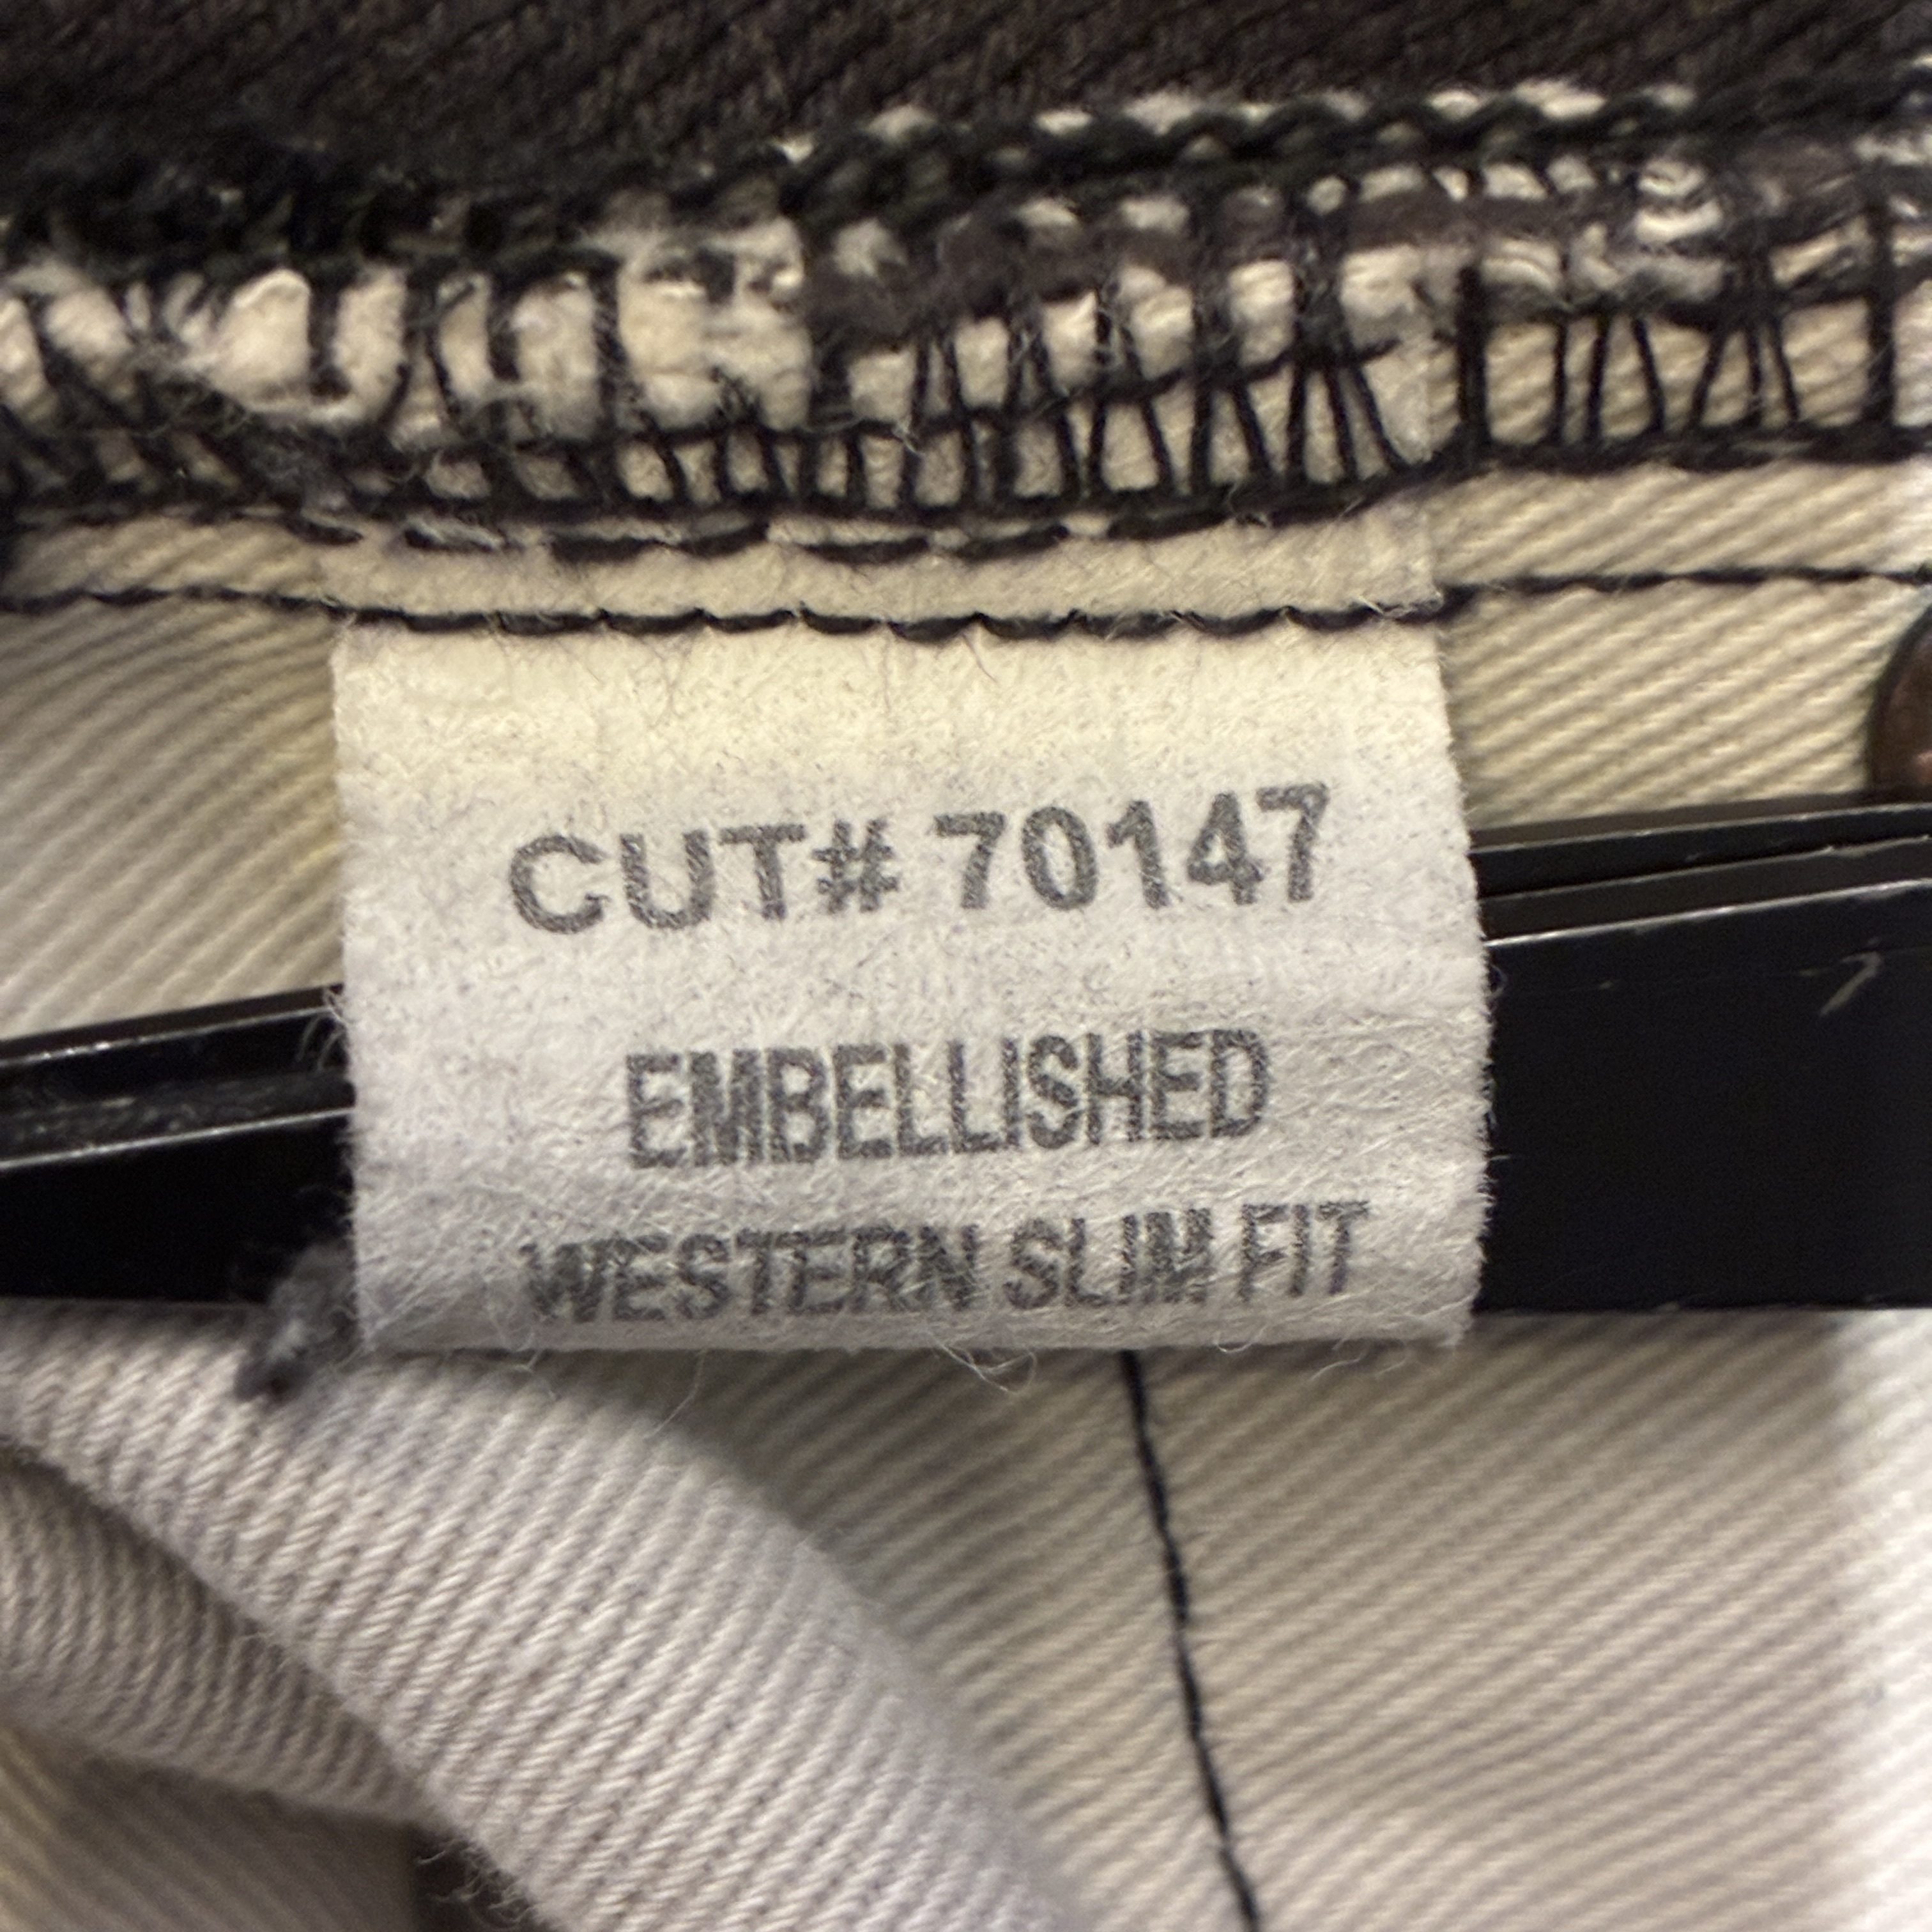 CUT# 70147
EMBELLISHED
WESTERN SLIM FIT